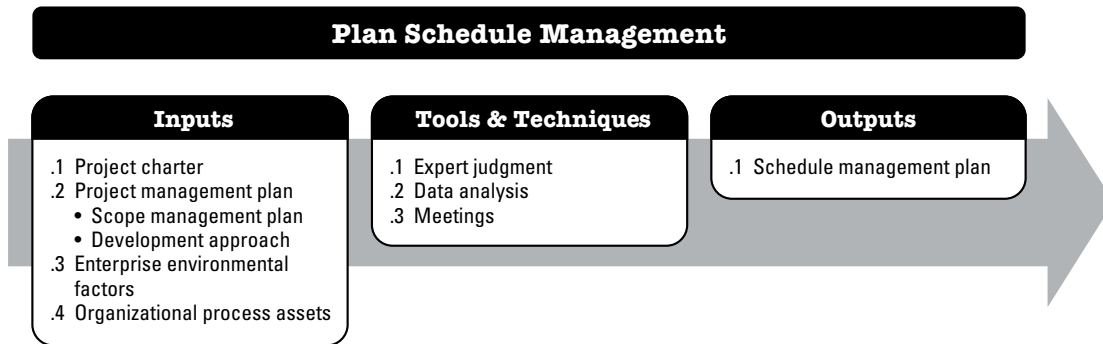 Plan Schedule Management
Inputs
.1 Project charter
.2 Project management plan
• Scope management plan
• Development approach
.3 Enterprise environmental
factors
.4 Organizational process assets
Tools & Techniques
.1 Expert judgment
.2 Data analysis
.3 Meetings
Outputs
.1 Schedule management plan